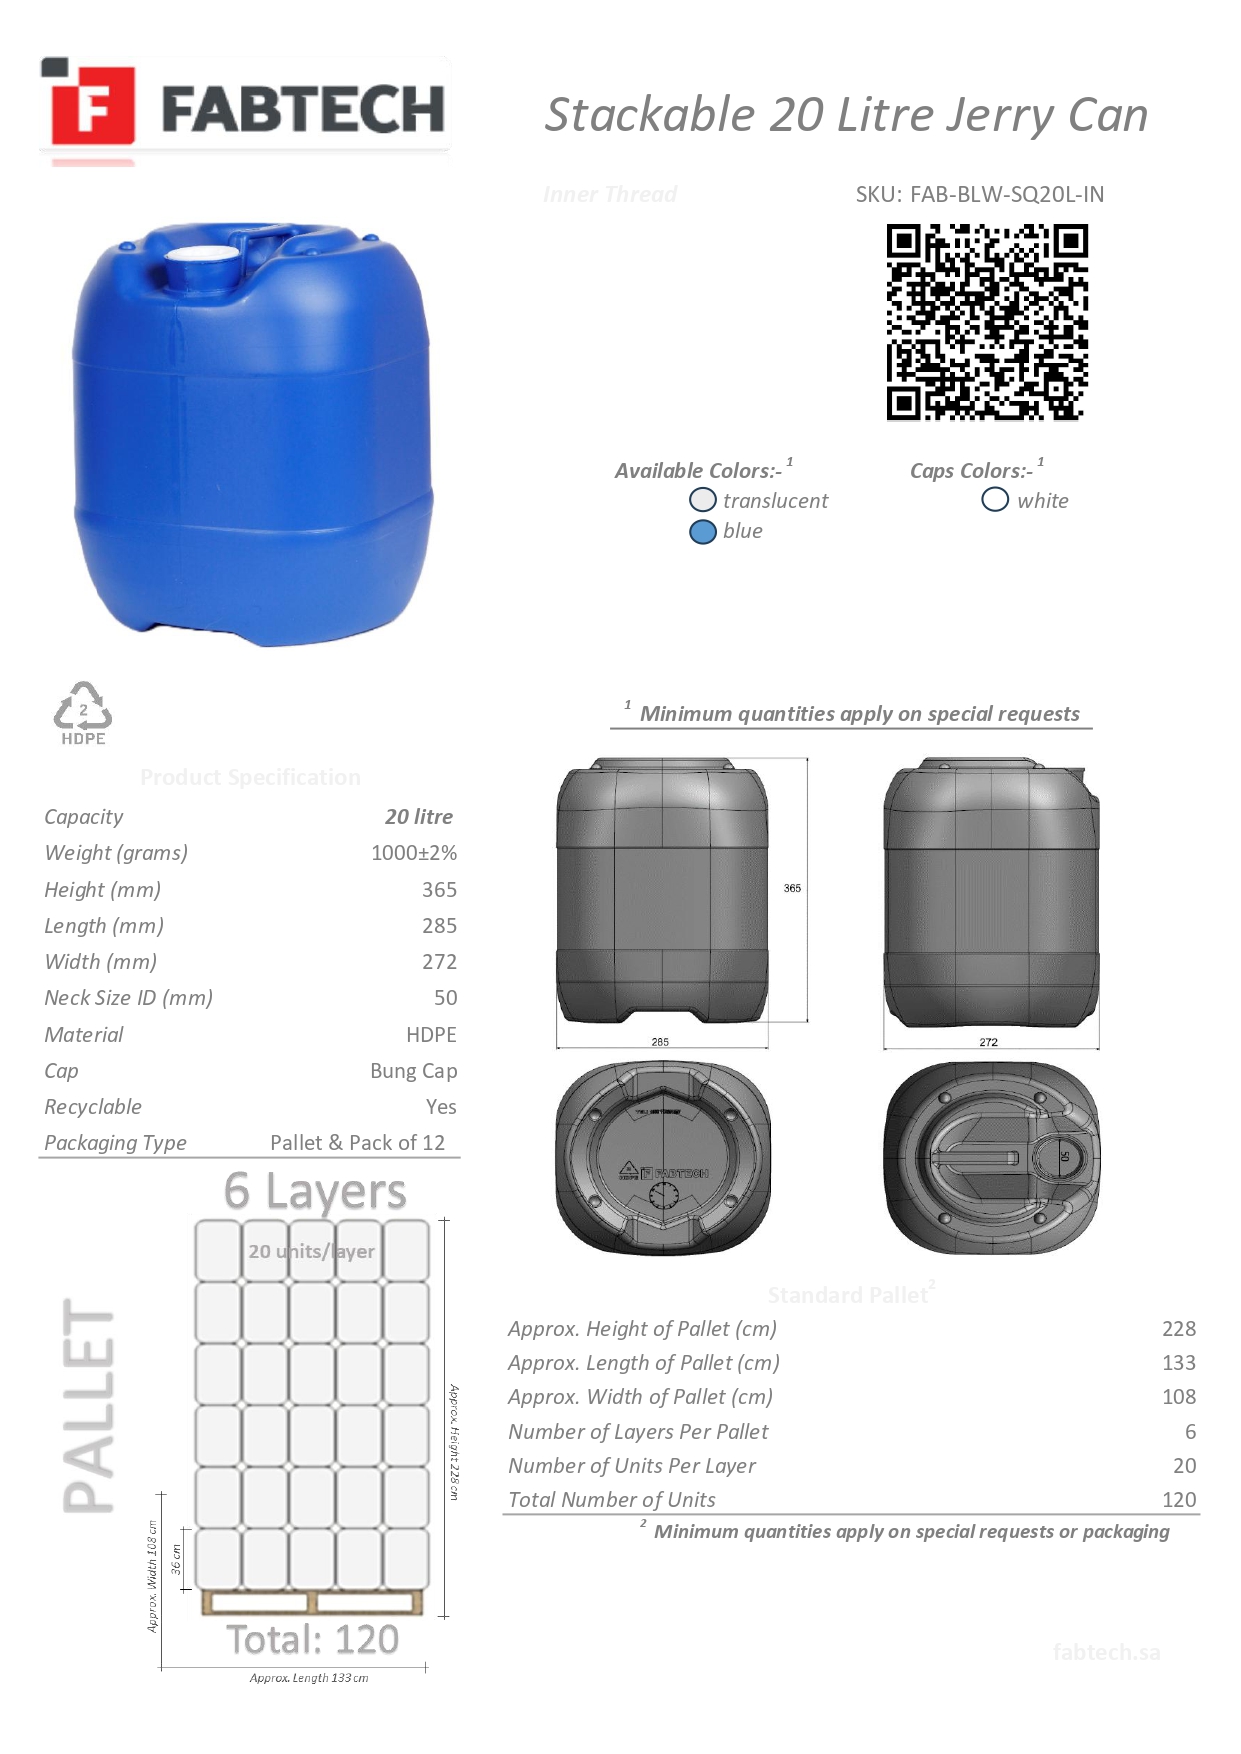 FABTECH
Stackable 20 Litre Jerry Can
Inner Thread
SKU: FAB-BLW-SQ20L-IN
Available Colors:- 1
Caps Colors:- 1
translucent
white
blue
2
HDPE
1 Minimum quantities apply on special requests
Product Specification
Capacity 20 litre
Weight (grams) 1000±2%
Height (mm) 365
Length (mm) 285
Width (mm) 272
Neck Size ID (mm) 50
Material HDPE
Cap Bung Cap
Recyclable Yes
Packaging Type Pallet & Pack of 12
365
285
272
FABTECH
50
6 Layers
20 units/layer
PALLET
Approx. Height 228 cm
Approx. Width 108 cm
36 cm
Total: 120
Approx. Length 133 cm
Standard Pallet 2
Approx. Height of Pallet (cm) 228
Approx. Length of Pallet (cm) 133
Approx. Width of Pallet (cm) 108
Number of Layers Per Pallet 6
Number of Units Per Layer 20
Total Number of Units 120
2 Minimum quantities apply on special requests or packaging
fabtech.sa